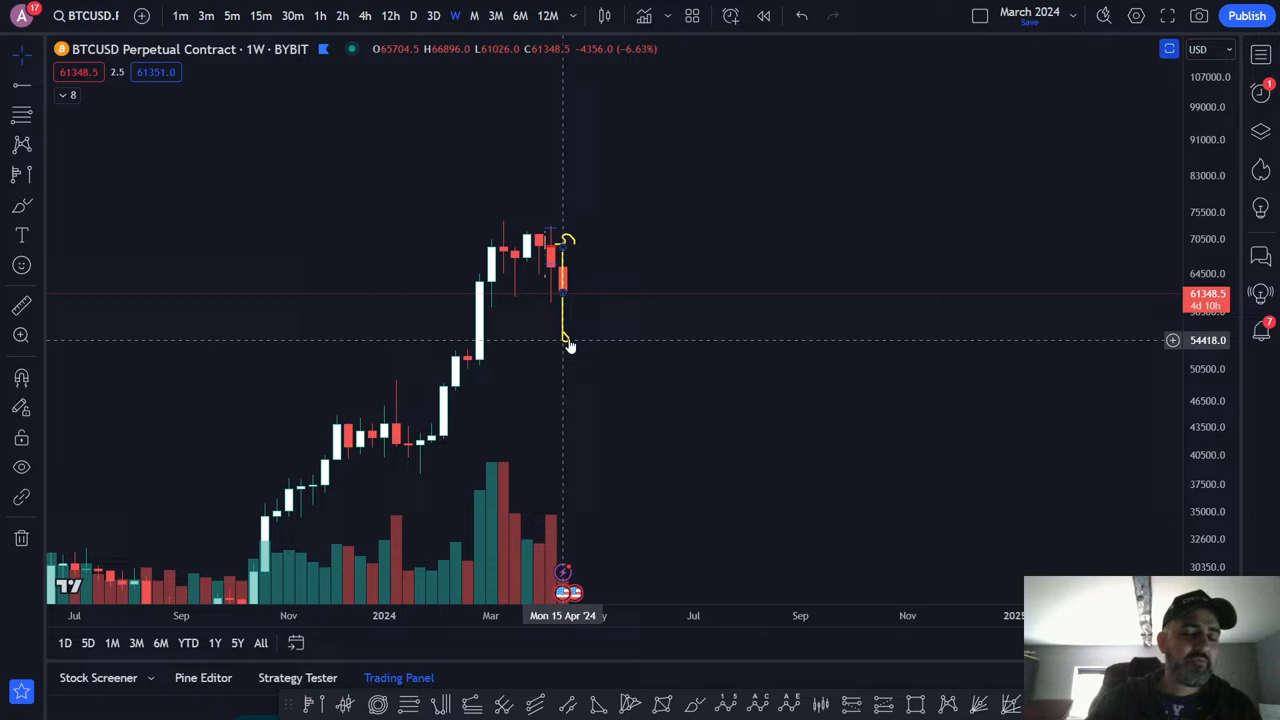 A 17 BTCUSD.F 1m 3m 5m 15m 30m 1h 2h 4h 12h D 3D W M 3M 6M 12M March 2024 Save Publish
BTCUSD Perpetual Contract · 1W · BYBIT O65704.5 H66896.0 L61026.0 C61348.5 -4356.0 (-6.63%) USD
61348.5 2.5 61351.0
8
107000.0
99000.0
91000.0
83000.0
75500.0
70500.0
64500.0
61348.5
4d 10h
54418.0
50500.0
46500.0
43500.0
40500.0
37500.0
35000.0
32600.0
30350.0
1
7
Jul Sep Nov 2024 Mar Mon 15 Apr '24 Jul Sep Nov 2025
1D 5D 1M 3M 6M YTD 1Y 5Y All
Stock Screener Pine Editor Strategy Tester Trading Panel